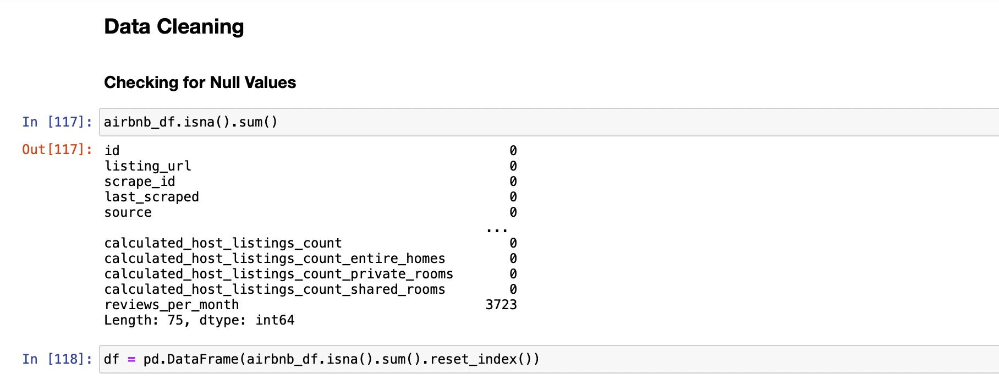 Data Cleaning
Checking for Null Values
In [117]: airbnb_df.isna().sum()
Out[117]: id 0
listing_url 0
scrape_id 0
last_scraped 0
source 0
...
calculated_host_listings_count 0
calculated_host_listings_count_entire_homes 0
calculated_host_listings_count_private_rooms 0
calculated_host_listings_count_shared_rooms 0
reviews_per_month 3723
Length: 75, dtype: int64
In [118]: df = pd.DataFrame(airbnb_df.isna().sum().reset_index())